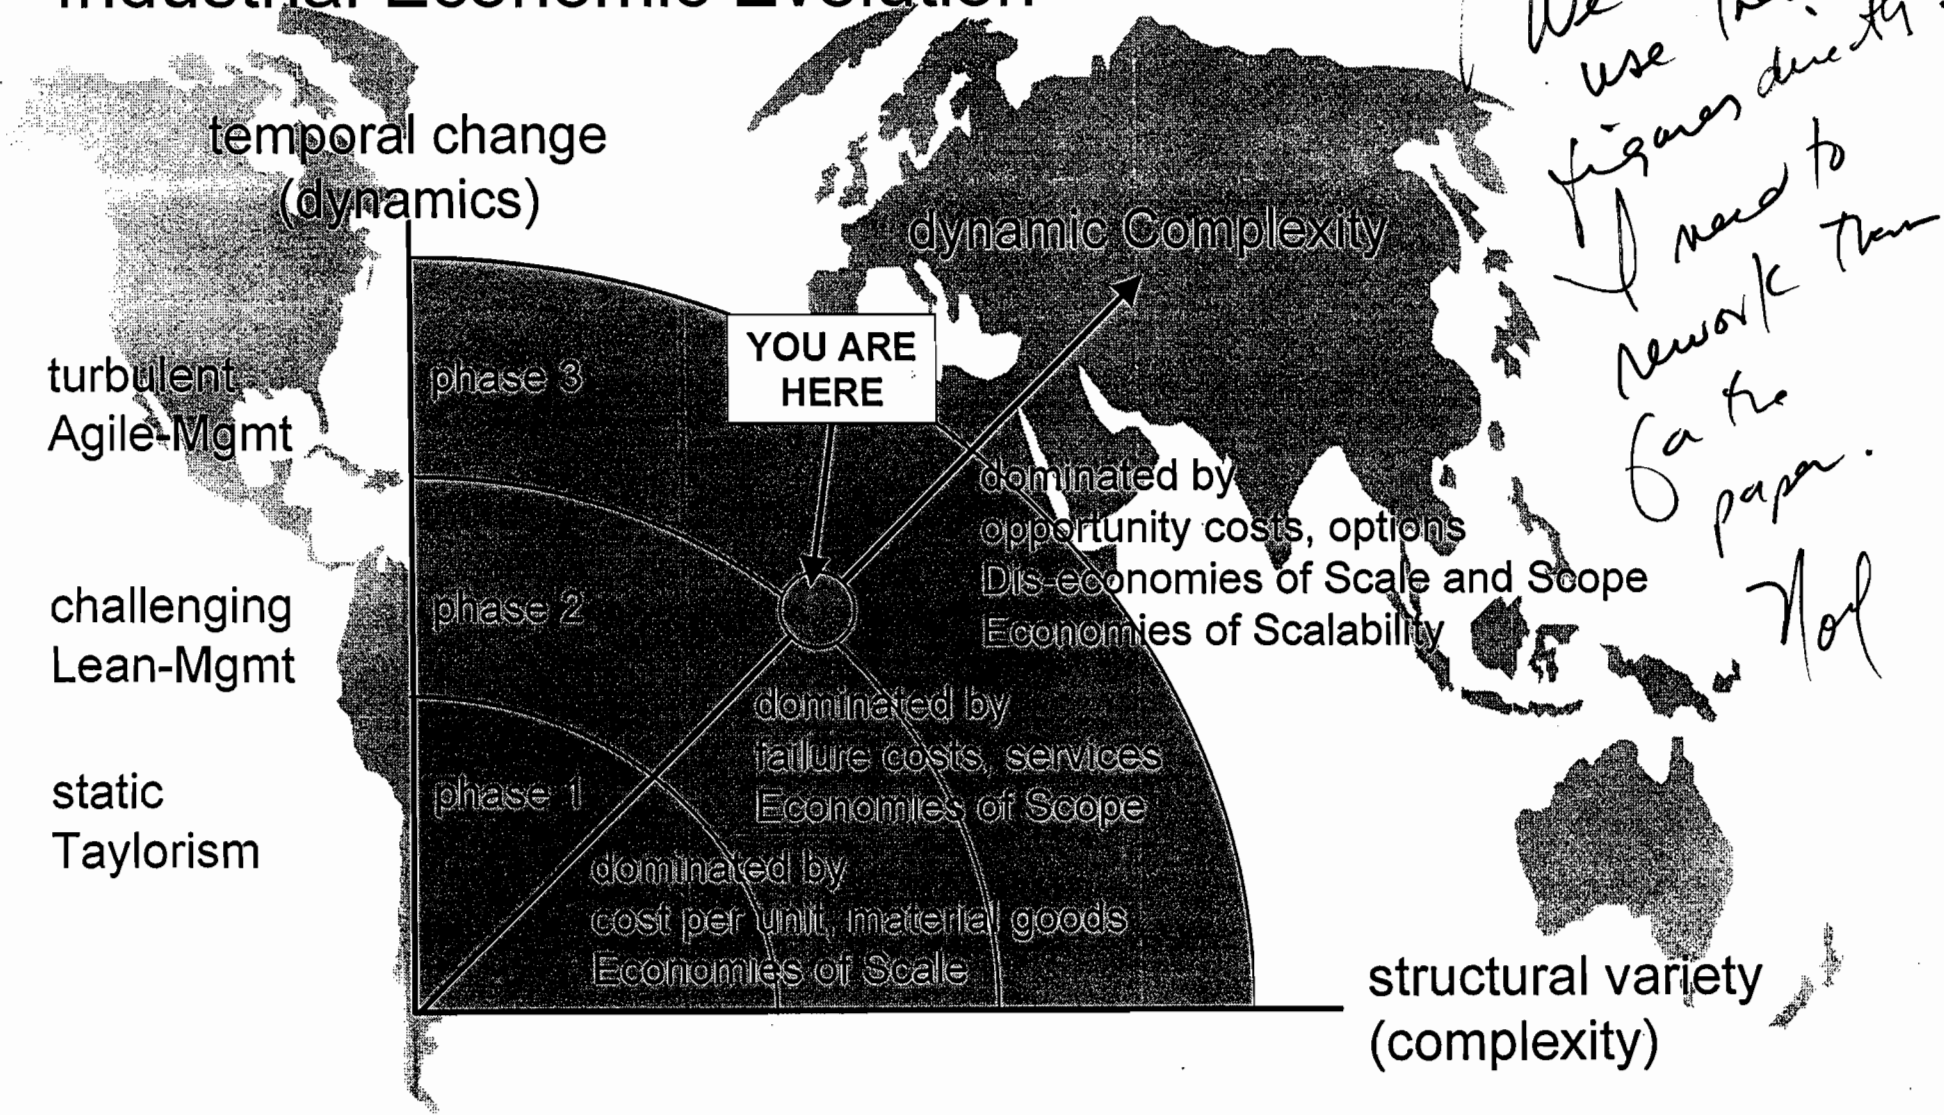 Industrial Economic Evolution
We
use
figures directly
I need to
rework them
for the
paper.
temporal change
(dynamics)
dynamic Complexity
YOU ARE
HERE
turbulent
Agile-Mgmt
phase 3
dominated by
opportunity costs, options
Dis-economies of Scale and Scope
Economies of Scalability
challenging
Lean-Mgmt
phase 2
dominated by
failure costs, services
Economies of Scope
static
Taylorism
phase 1
dominated by
cost per unit, material goods
Economies of Scale
structural variety
(complexity)